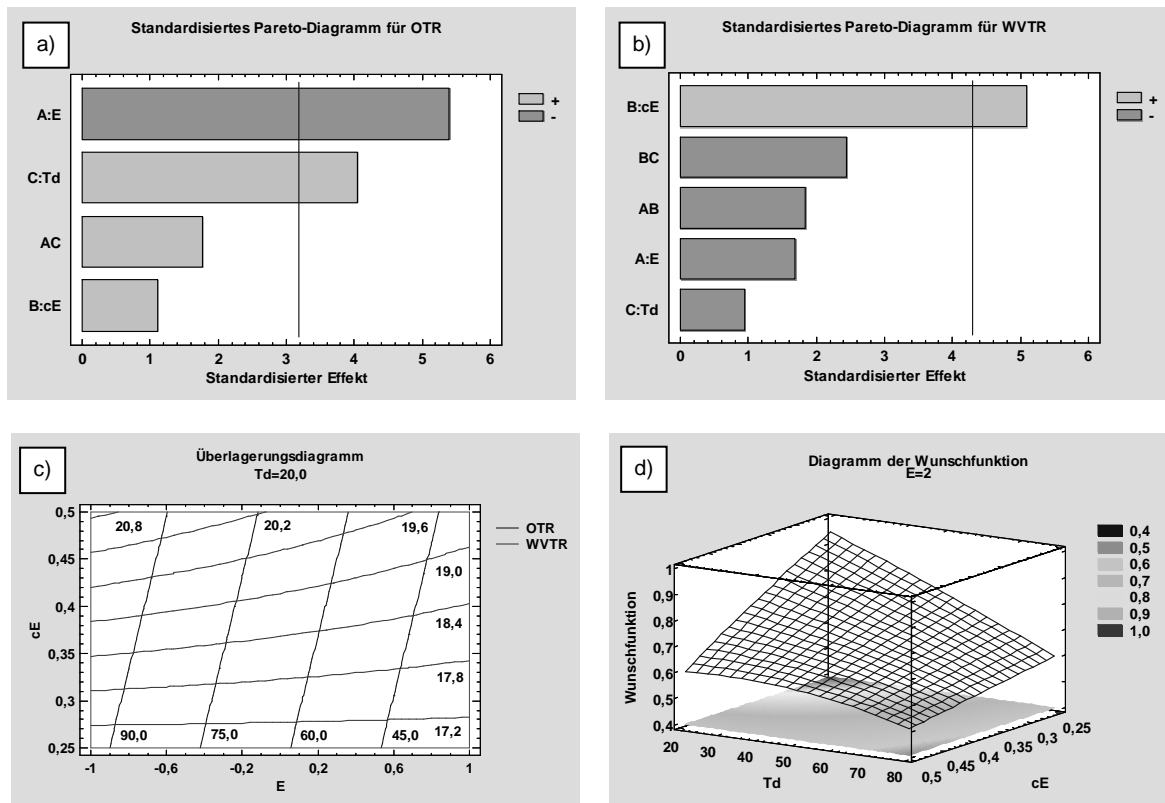 a)
Standardisiertes Pareto-Diagramm für OTR
A:E
C:Td
AC
B:cE
+
-
0 1 2 3 4 5 6
Standardisierter Effekt
b)
Standardisiertes Pareto-Diagramm für WVTR
B:cE
BC
AB
A:E
C:Td
+
-
0 1 2 3 4 5 6
Standardisierter Effekt
c)
Überlagerungsdiagramm
Td=20,0
0,5
0,45
0,4
0,35
0,3
0,25
cE
20,8 20,2 19,6
19,0
18,4
17,8
90,0 75,0 60,0 45,0 17,2
-1 -0,6 -0,2 0,2 0,6 1
E
OTR
WVTR
d)
Diagramm der Wunschfunktion
E=2
Wunschfunktion
1
0,9
0,8
0,7
0,6
0,5
0,4
20 30 40 50 60 70 80
Td
0,5 0,45 0,4 0,35 0,3 0,25
cE
0,4
0,5
0,6
0,7
0,8
0,9
1,0